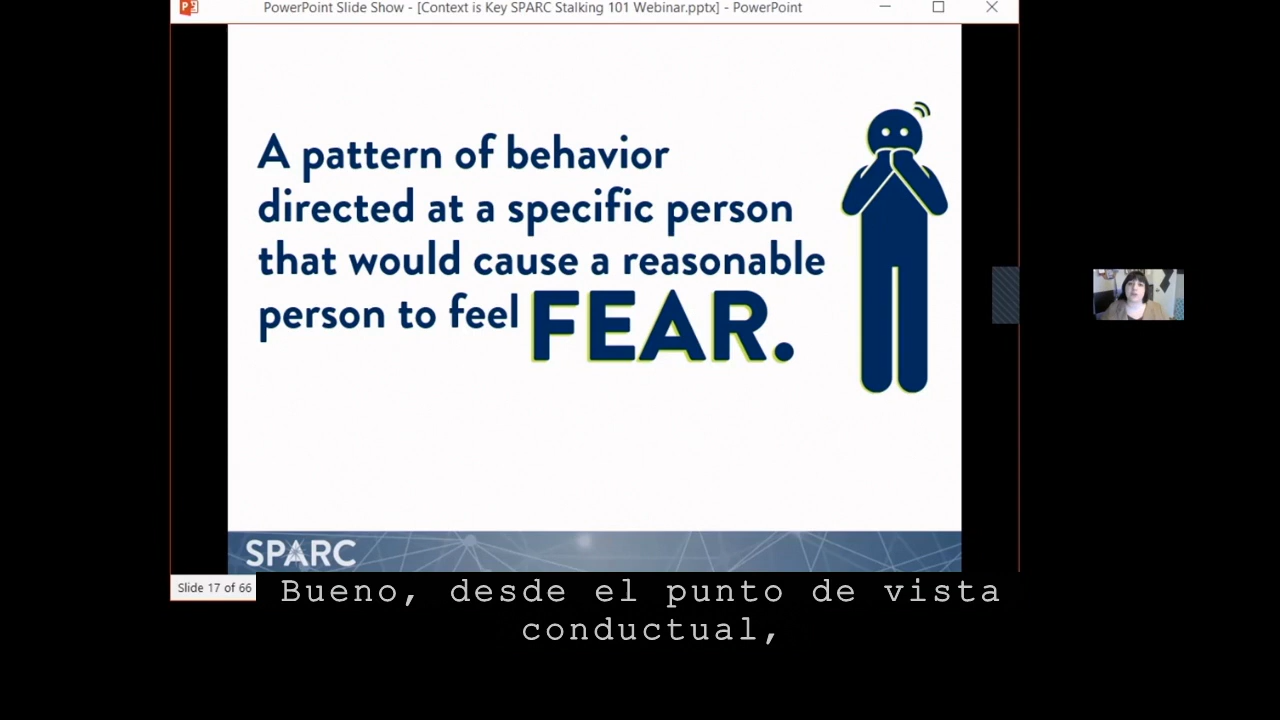 PowerPoint Slide Show - [Context is Key SPARC Stalking 101 Webinar.pptx] - PowerPoint
A pattern of behavior
directed at a specific person
that would cause a reasonable
person to feel FEAR.
SPARC
Slide 17 of 66
Bueno, desde el punto de vista
conductual,